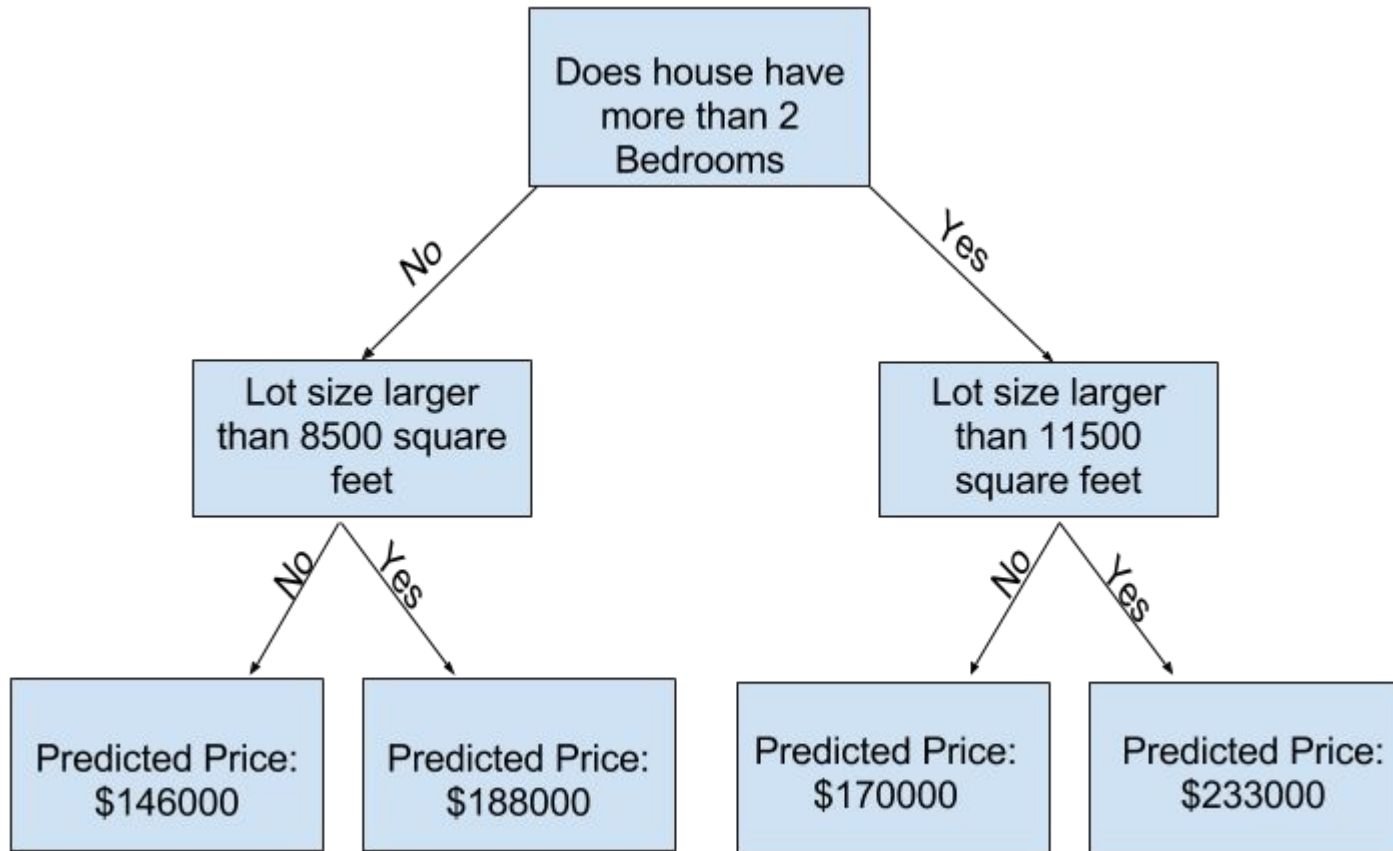 Does house have
more than 2
Bedrooms
No
Yes
Lot size larger
than 8500 square
feet
Lot size larger
than 11500
square feet
No
Yes
No
Yes
Predicted Price:
$146000
Predicted Price:
$188000
Predicted Price:
$170000
Predicted Price:
$233000